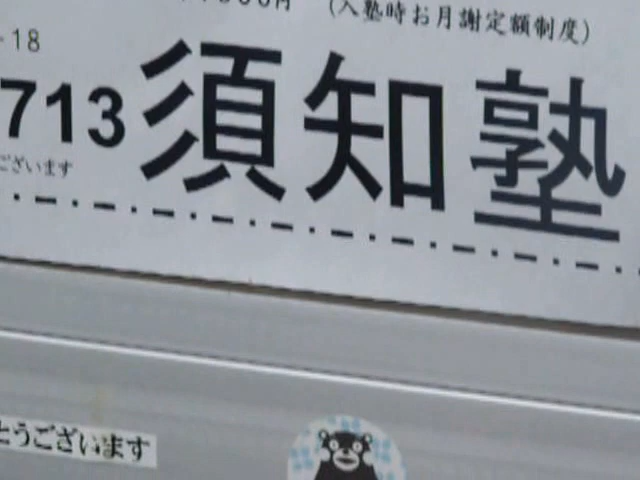 (入塾時お月謝定額制度)
-18
713 須知塾
ございます
とうございます